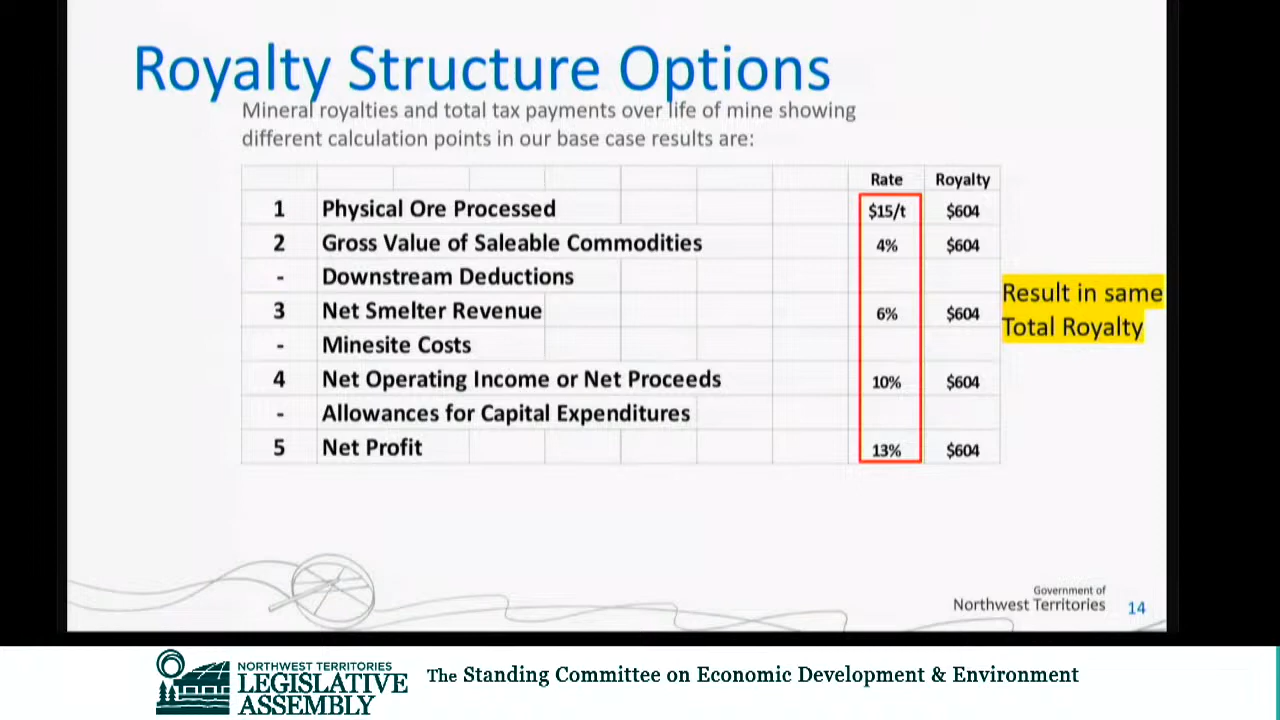 Royalty Structure Options
Mineral royalties and total tax payments over life of mine showing
different calculation points in our base case results are:
Rate Royalty
1 Physical Ore Processed $15/t $604
2 Gross Value of Saleable Commodities 4% $604
- Downstream Deductions
3 Net Smelter Revenue 6% $604
- Minesite Costs
4 Net Operating Income or Net Proceeds 10% $604
- Allowances for Capital Expenditures
5 Net Profit 13% $604
Result in same
Total Royalty
Government of
Northwest Territories 14
NORTHWEST TERRITORIES
LEGISLATIVE
ASSEMBLY
The Standing Committee on Economic Development & Environment